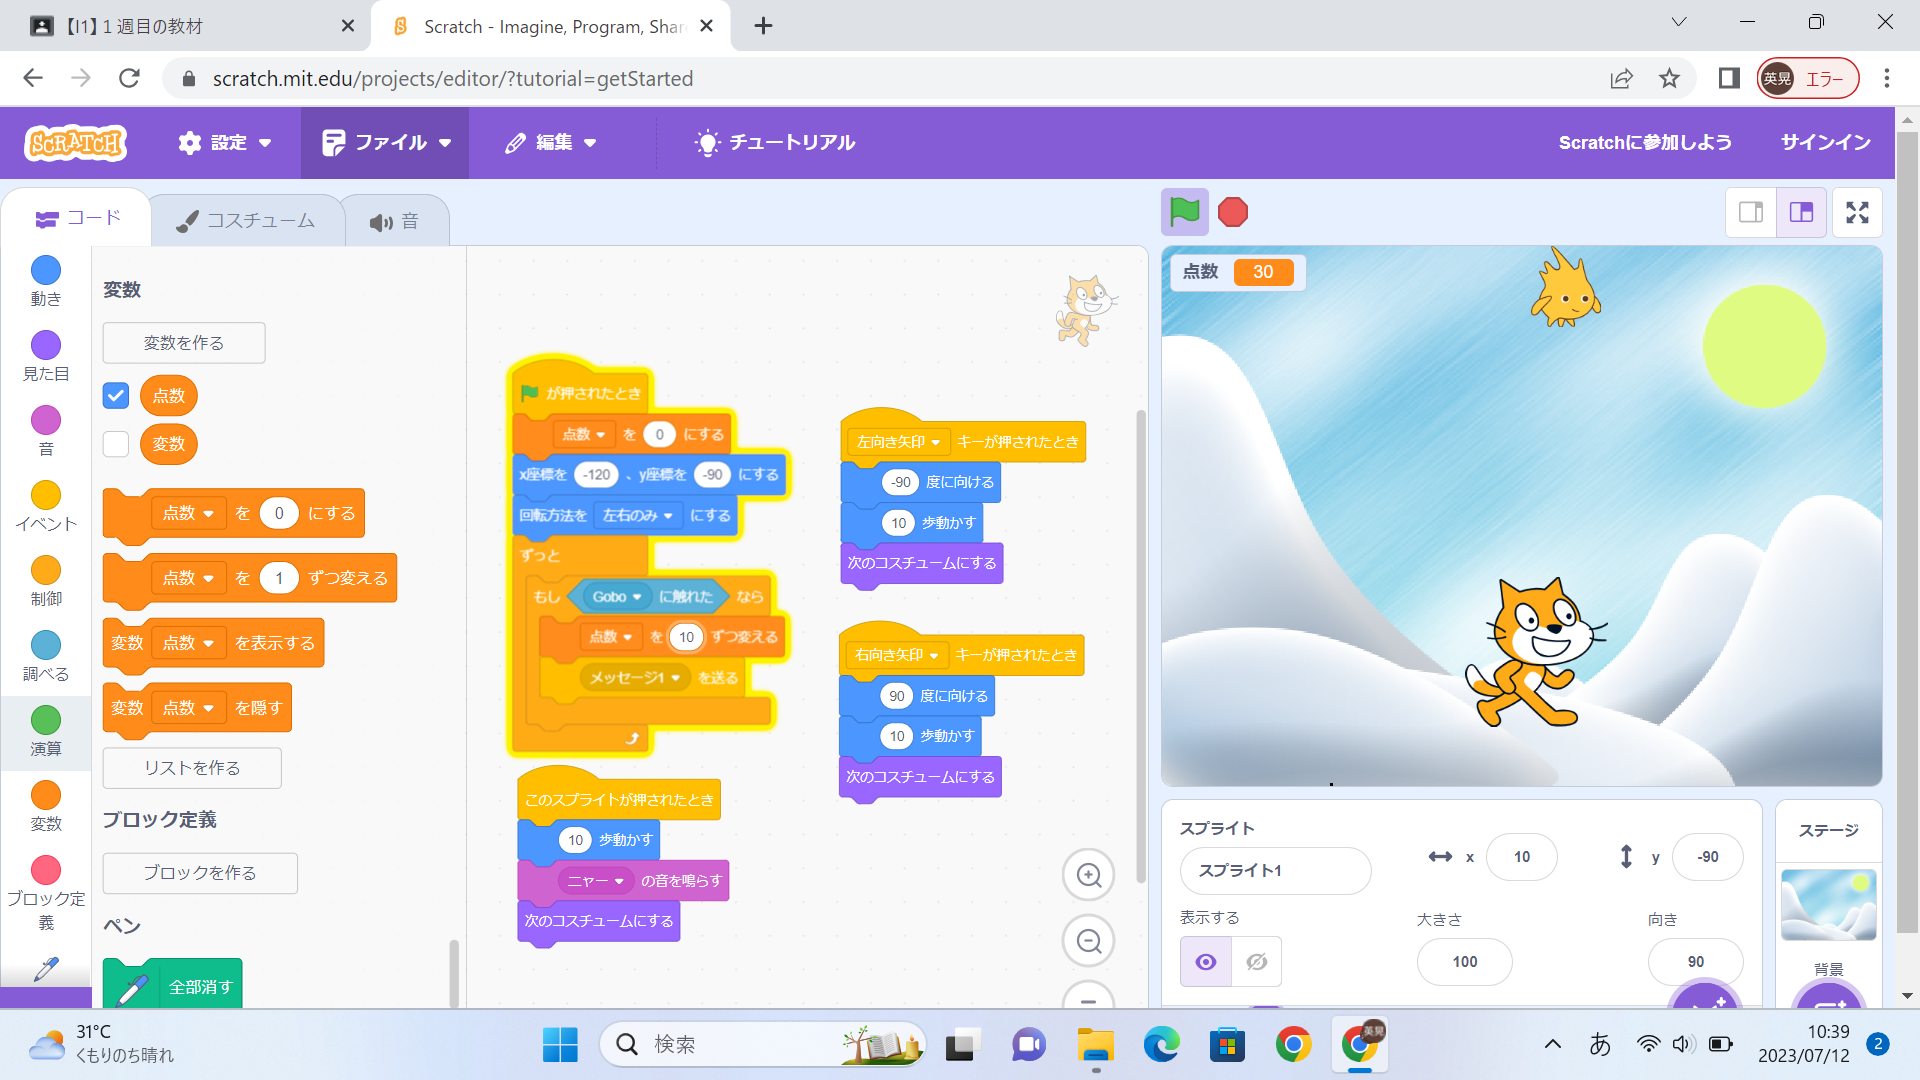 【I1】1 週目の教材
Scratch - Imagine, Program, Shar
scratch.mit.edu/projects/editor/?tutorial=getStarted
英晃 エラー
SCRATCH
設定
ファイル
編集
チュートリアル
Scratchに参加しよう
サインイン
コード
コスチューム
音
動き
見た目
音
イベント
制御
調べる
演算
変数
ブロック定義
変数
変数を作る
点数
変数
点数 を 0 にする
点数 を 1 ずつ変える
変数 点数 を表示する
変数 点数 を隠す
リストを作る
ブロック定義
ブロックを作る
ペン
全部消す
が押されたとき
点数 を 0 にする
x座標を -120 、y座標を -90 にする
回転方法を 左右のみ にする
ずっと
もし Gobo に触れた なら
点数 を 10 ずつ変える
メッセージ1 を送る
このスプライトが押されたとき
10 歩動かす
ニャー の音を鳴らす
次のコスチュームにする
左向き矢印 キーが押されたとき
-90 度に向ける
10 歩動かす
次のコスチュームにする
右向き矢印 キーが押されたとき
90 度に向ける
10 歩動かす
次のコスチュームにする
点数 30
スプライト
スプライト1
x 10
y -90
表示する
大きさ
100
向き
90
ステージ
背景
31°C
くもりのち晴れ
検索
英晃
あ
10:39
2023/07/12
2